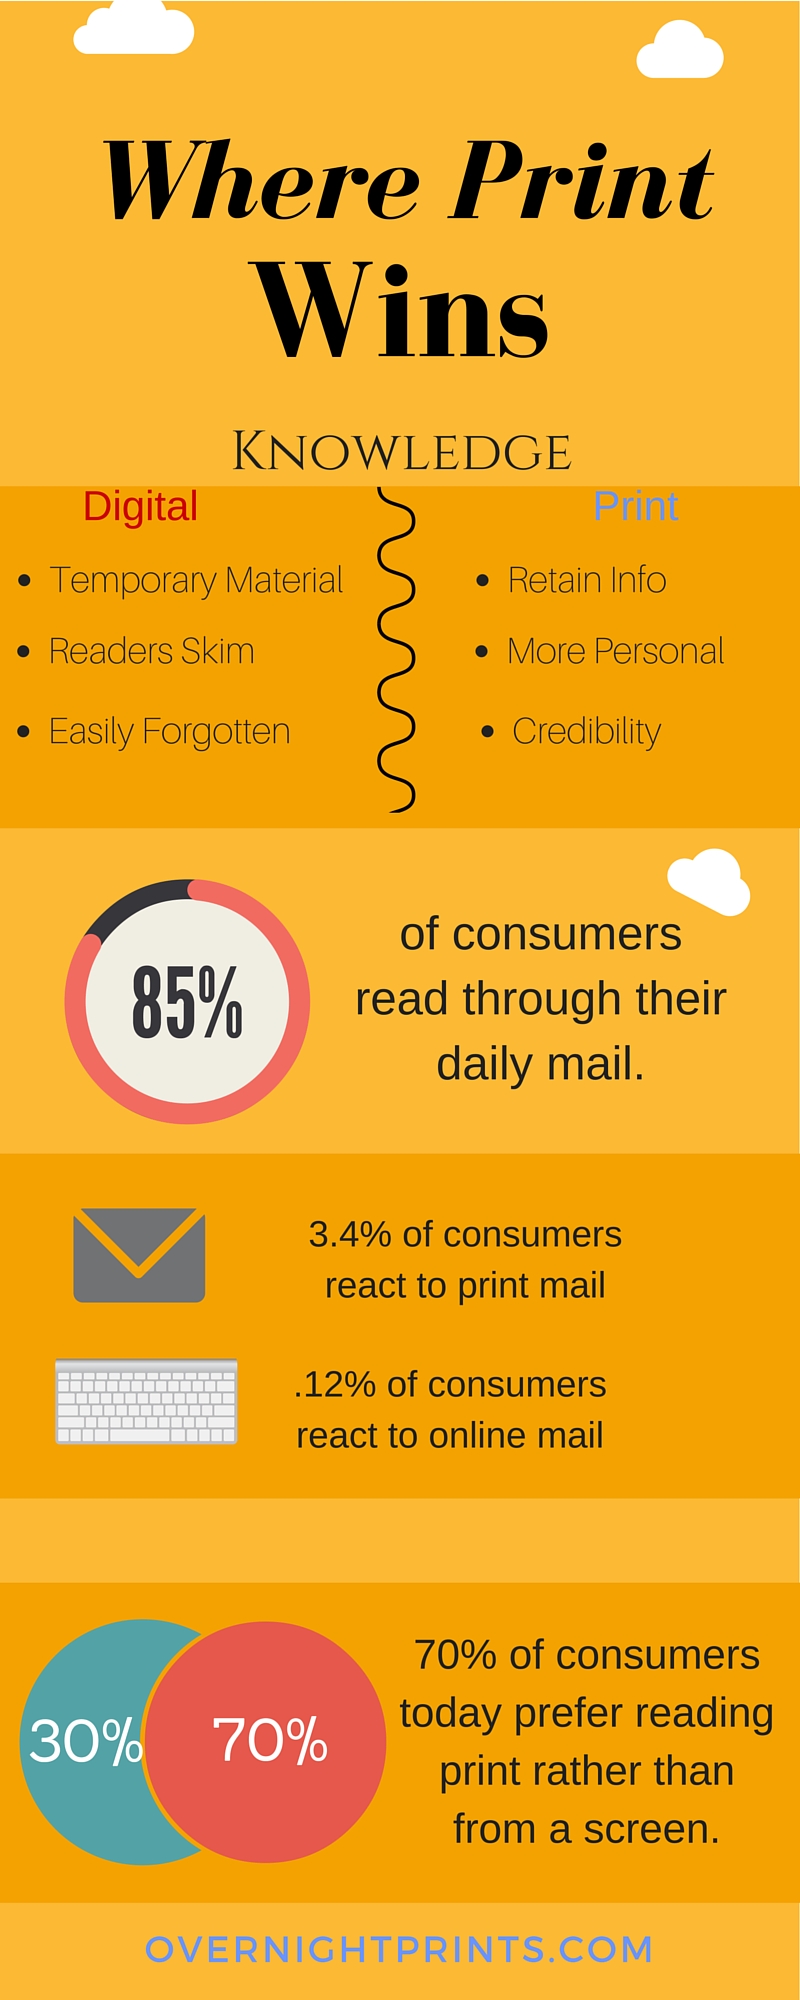 Where Print
Wins
Knowledge
Digital
Temporary Material
Readers Skim
Easily Forgotten
Print
Retain Info
More Personal
Credibility
85%
of consumers
read through their
daily mail.
3.4% of consumers
react to print mail
.12% of consumers
react to online mail
30%
70%
70% of consumers
today prefer reading
print rather than
from a screen.
OVERNIGHTPRINTS.COM